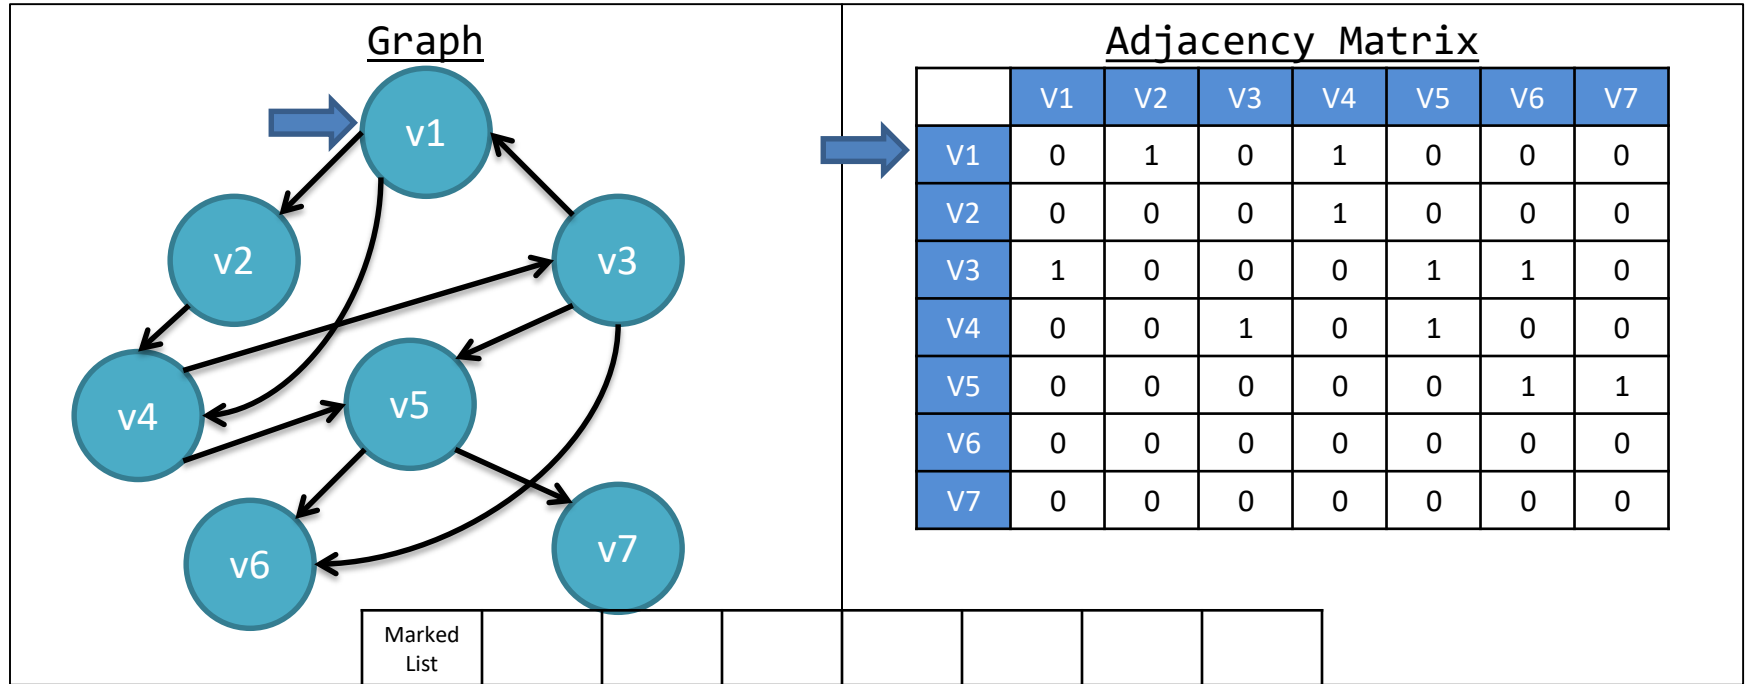 Graph
v1
v2
v3
v4
v5
v6
v7
Adjacency Matrix
V1 V2 V3 V4 V5 V6 V7
V1 0 1 0 1 0 0 0
V2 0 0 0 1 0 0 0
V3 1 0 0 0 1 1 0
V4 0 0 1 0 1 0 0
V5 0 0 0 0 0 1 1
V6 0 0 0 0 0 0 0
V7 0 0 0 0 0 0 0
Marked
List